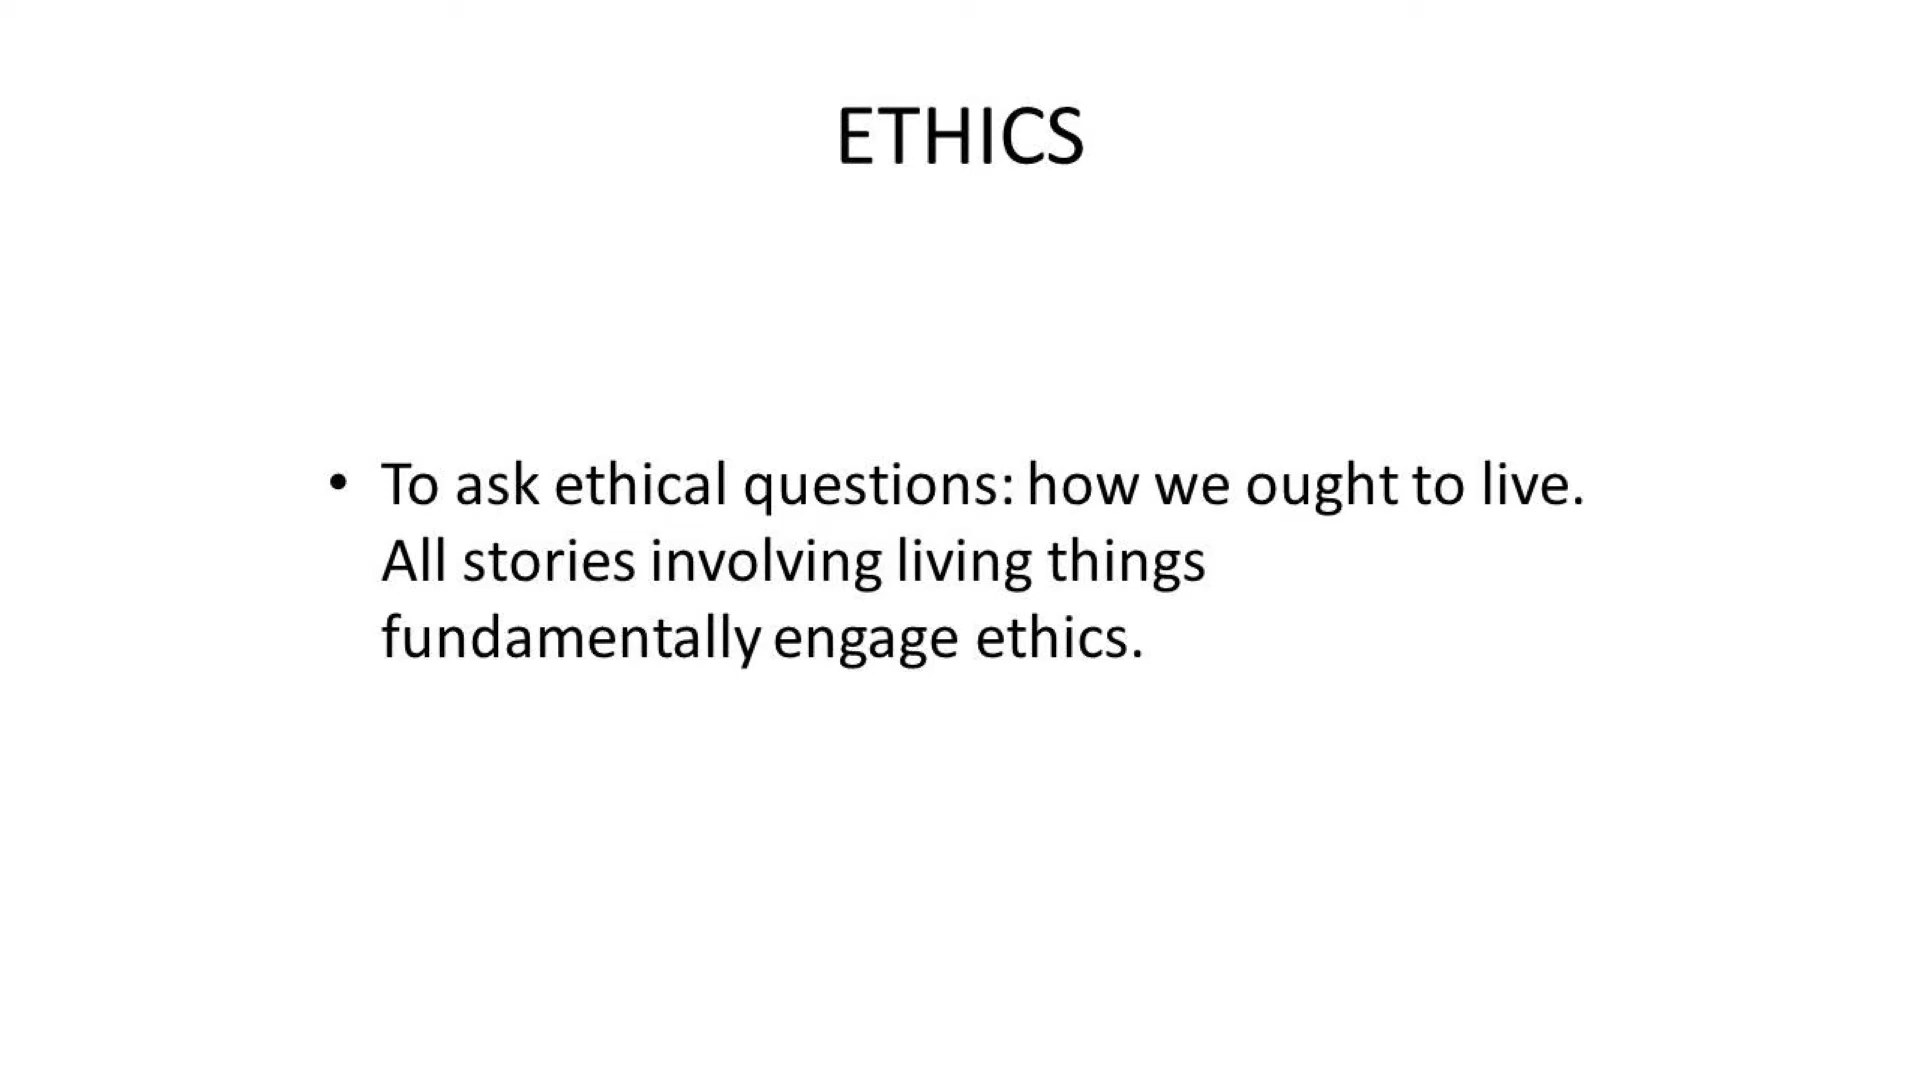 ETHICS
• To ask ethical questions: how we ought to live.
All stories involving living things
fundamentally engage ethics.